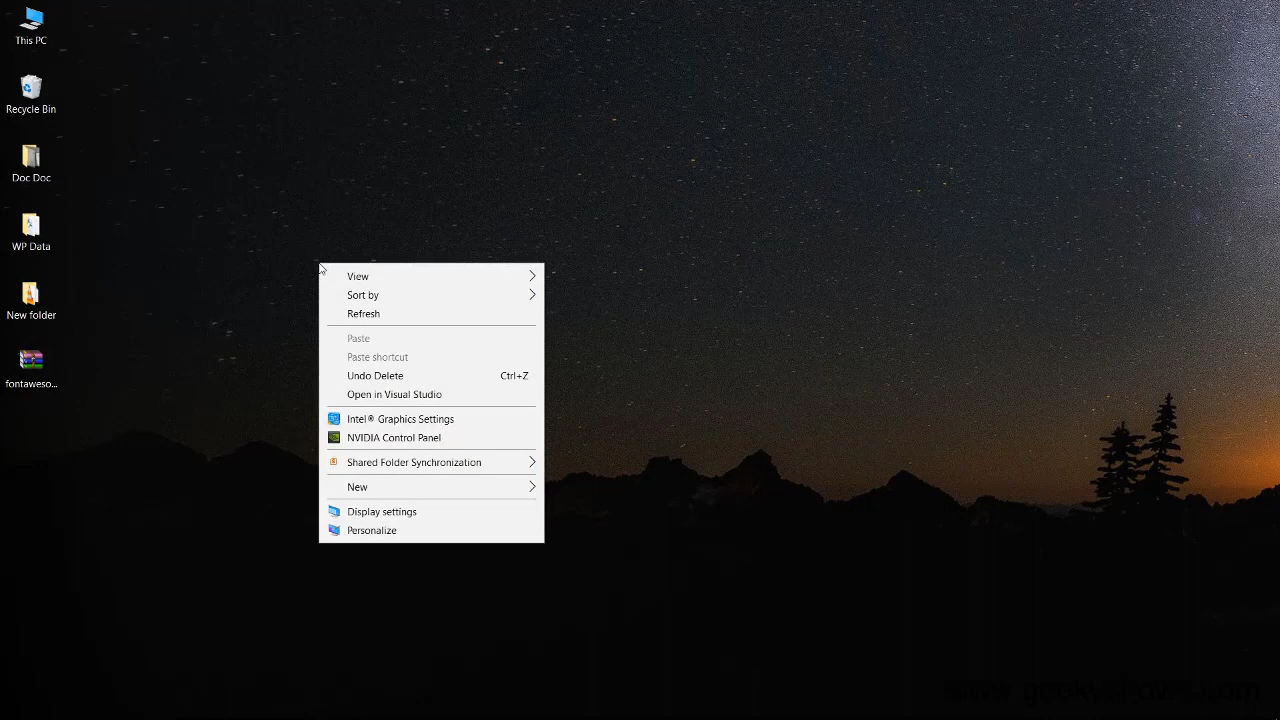 This PC
Recycle Bin
Doc Doc
WP Data
New folder
fontaweso...
View
Sort by
Refresh
Paste
Paste shortcut
Undo Delete Ctrl+Z
Open in Visual Studio
Intel® Graphics Settings
NVIDIA Control Panel
Shared Folder Synchronization
New
Display settings
Personalize